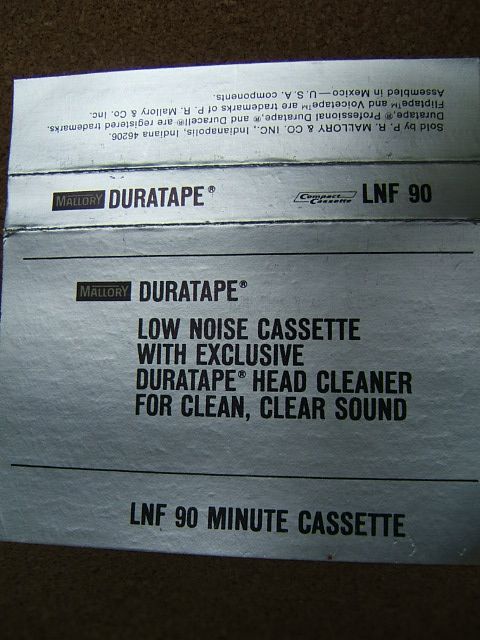 Sold by P. R. MALLORY & CO. INC., Indianapolis, Indiana 46206.
Duratape,® Professional Duratape,® and Duracell® are registered trademarks.
Fliptape™ and Voicetape™ are trademarks of P. R. Mallory & Co. Inc.
Assembled in Mexico—U.S.A. components.
MALLORY DURATAPE® Compact Cassette LNF 90
MALLORY DURATAPE®
LOW NOISE CASSETTE
WITH EXCLUSIVE
DURATAPE® HEAD CLEANER
FOR CLEAN, CLEAR SOUND
LNF 90 MINUTE CASSETTE